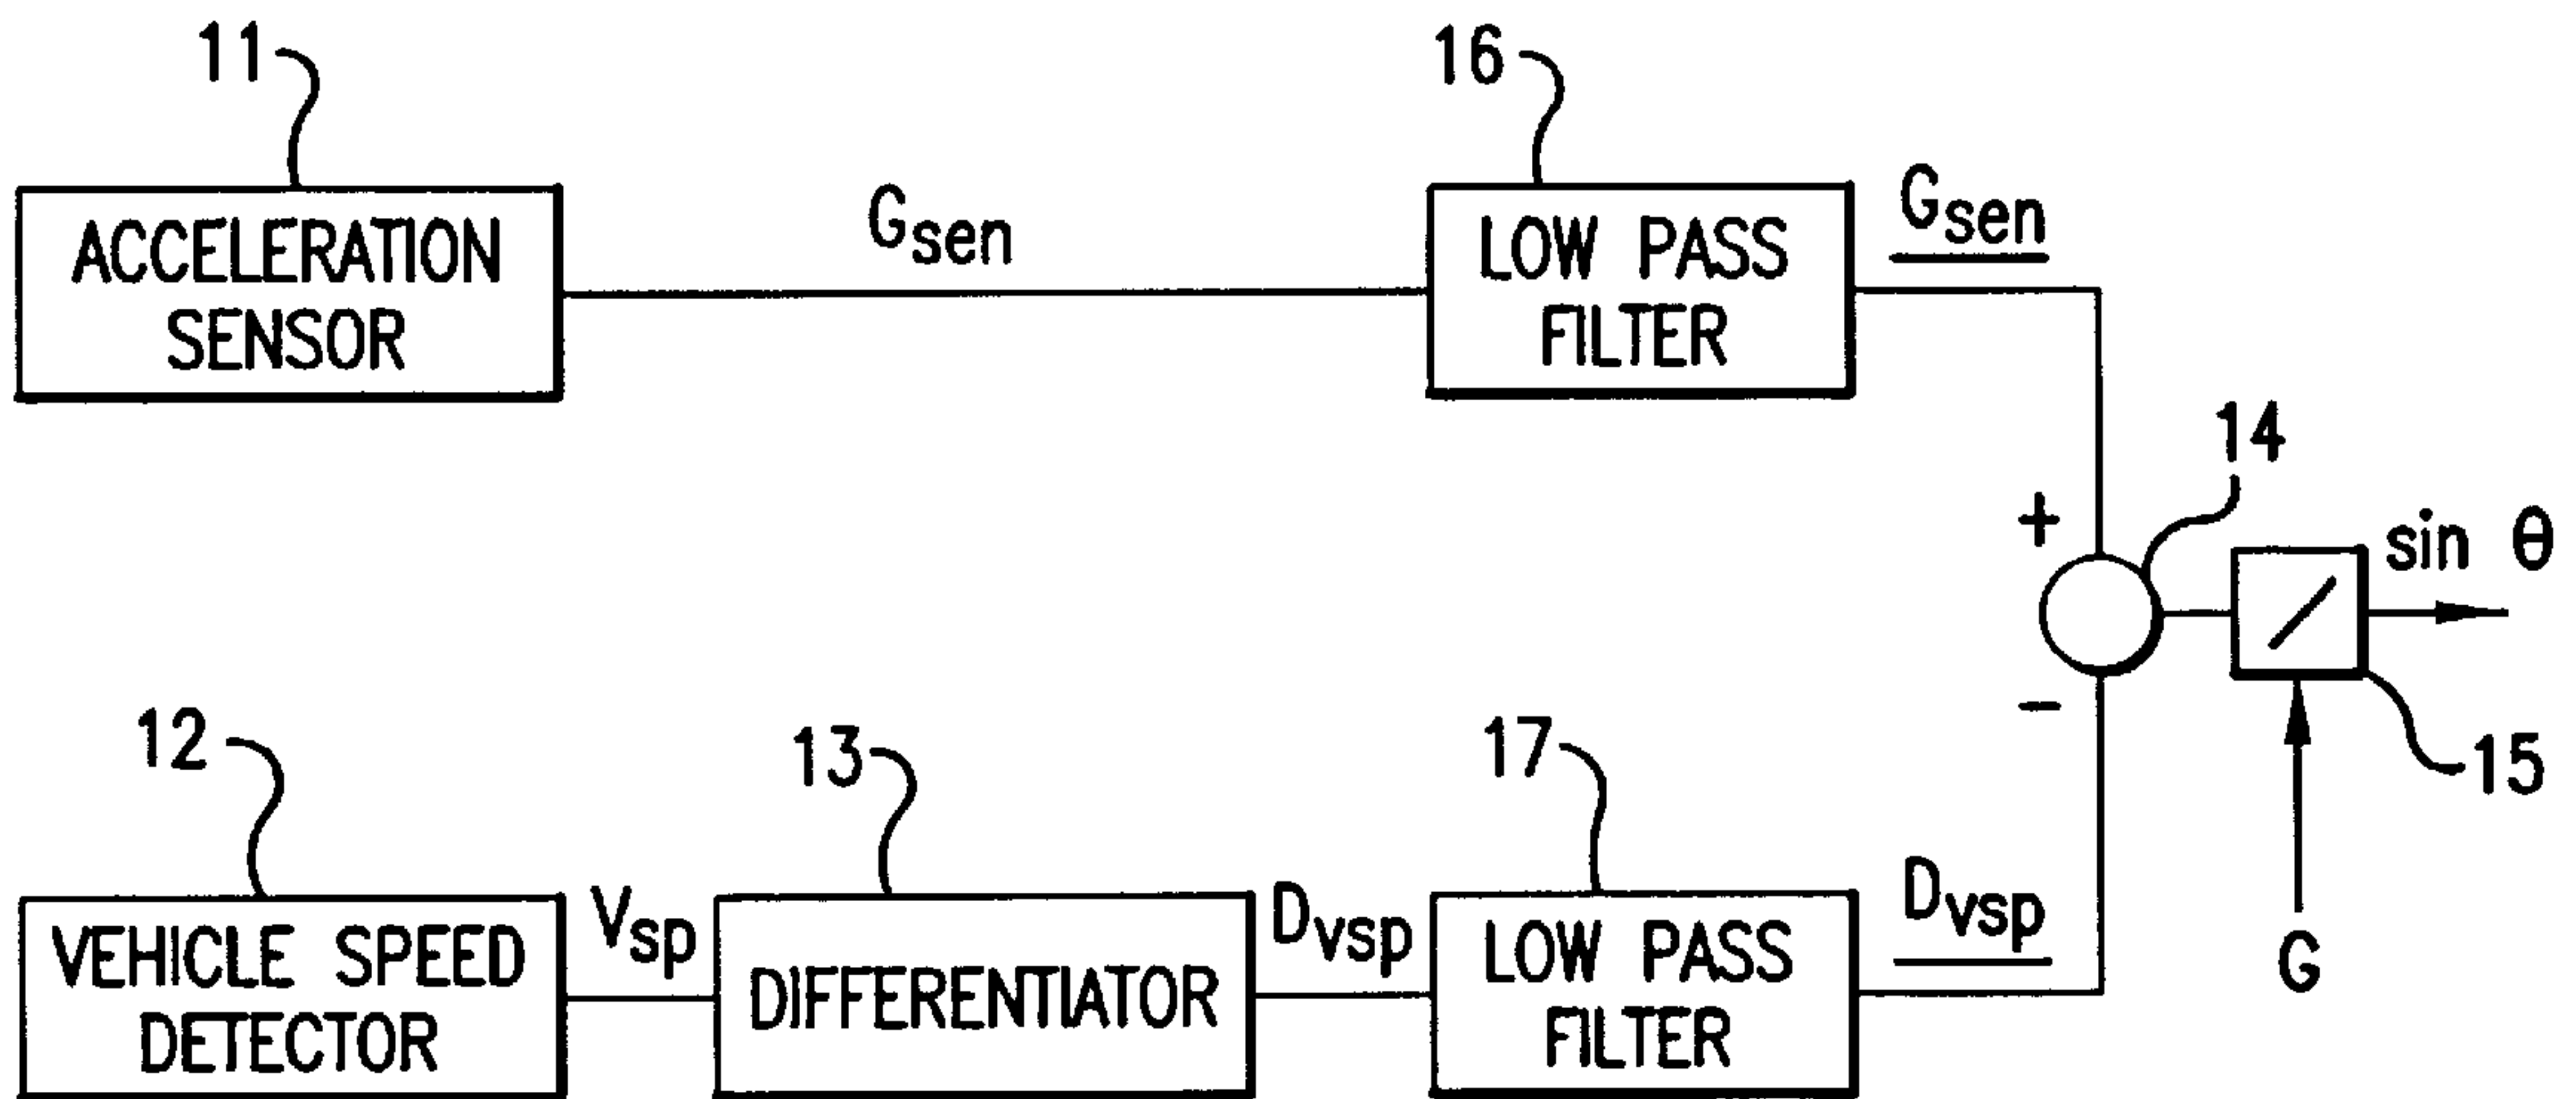 11
16
ACCELERATION
SENSOR
Gsen
LOW PASS
FILTER
Gsen
14
+
sin θ
/
−
15
G
12
13
17
VEHICLE SPEED
DETECTOR
Vsp
DIFFERENTIATOR
Dvsp
LOW PASS
FILTER
Dvsp